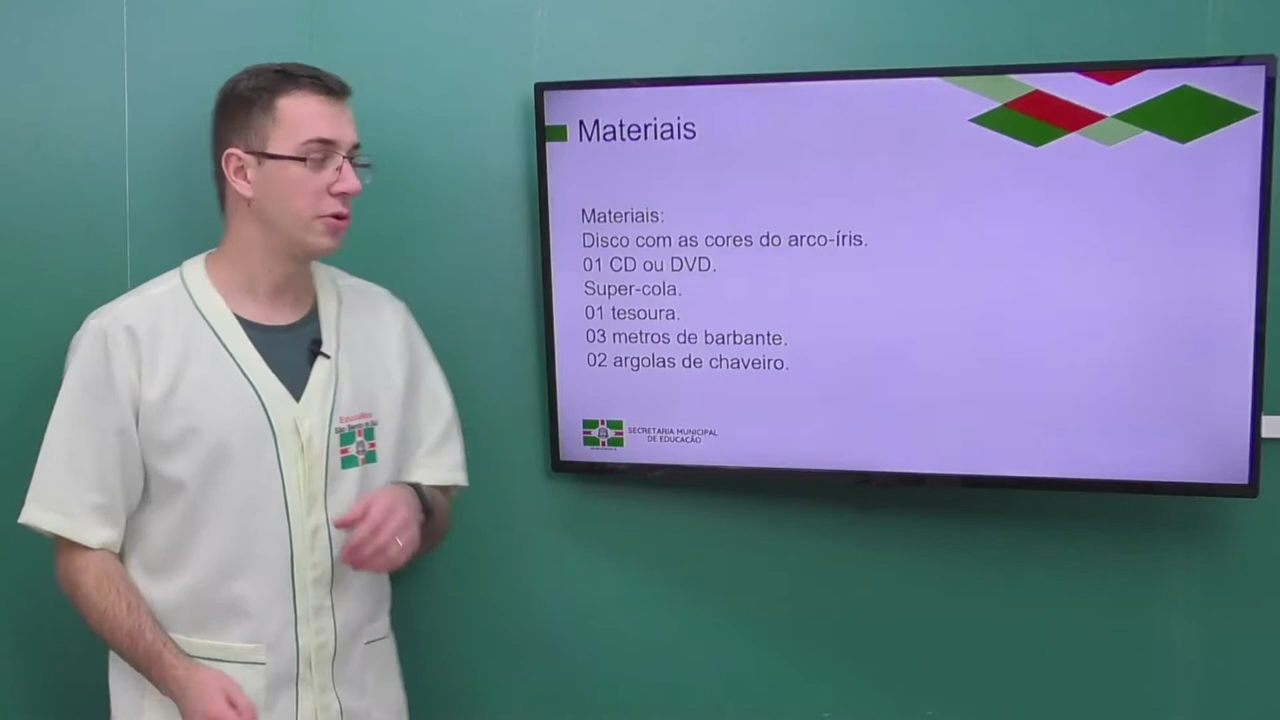 Materiais
Materiais:
Disco com as cores do arco-íris.
01 CD ou DVD.
Super-cola.
01 tesoura.
03 metros de barbante.
02 argolas de chaveiro.
SECRETARIA MUNICIPAL
DE EDUCAÇÃO